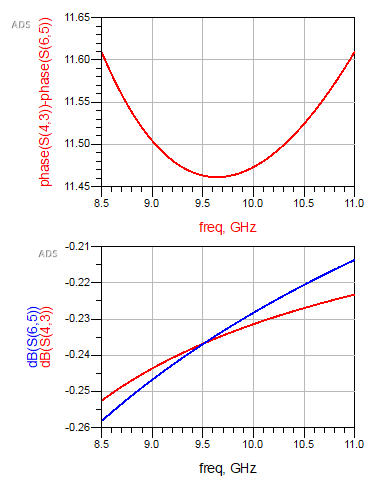 ADS
phase(S(4,3))-phase(S(6,5))
11.65
11.60
11.55
11.50
11.45
8.5 9.0 9.5 10.0 10.5 11.0
freq, GHz
ADS
dB(S(6,5))
dB(S(4,3))
-0.21
-0.22
-0.23
-0.24
-0.25
-0.26
8.5 9.0 9.5 10.0 10.5 11.0
freq, GHz